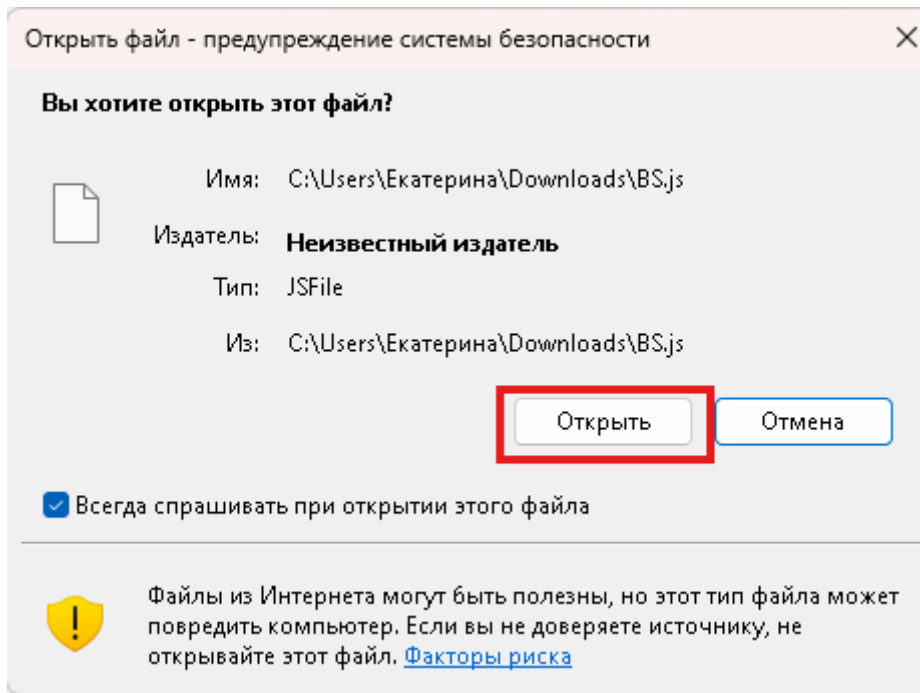 Открыть файл - предупреждение системы безопасности
Вы хотите открыть этот файл?
Имя: C:\Users\Екатерина\Downloads\BS.js
Издатель: Неизвестный издатель
Тип: JSFile
Из: C:\Users\Екатерина\Downloads\BS.js
Открыть Отмена
Всегда спрашивать при открытии этого файла
Файлы из Интернета могут быть полезны, но этот тип файла может
повредить компьютер. Если вы не доверяете источнику, не
открывайте этот файл. Факторы риска